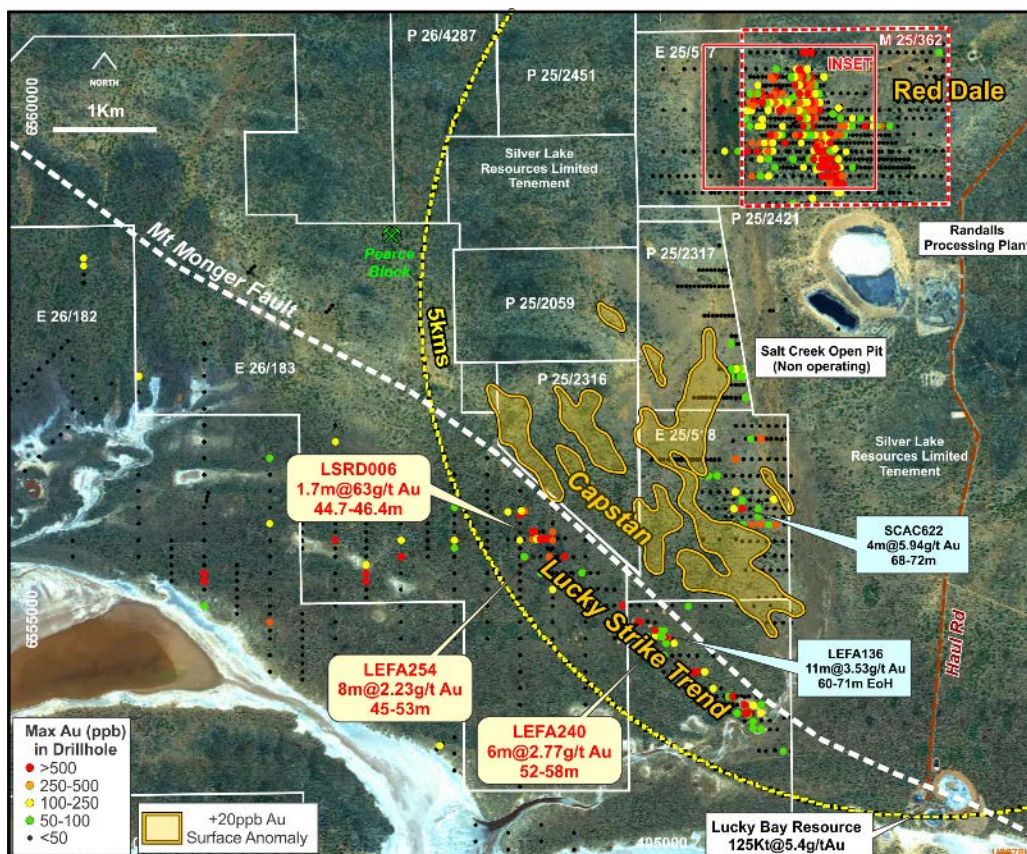 P 26/4287
P 25/2451
E 25/517
M 25/362
INSET
Red Dale
NORTH
1Km
6560000
Silver Lake
Resources Limited
Tenement
P 25/2421
Randalls
Processing Plant
Mt Monger Fault
Pearce
Block
P 25/2317
P 25/2059
E 26/182
5kms
Salt Creek Open Pit
(Non operating)
E 26/183
P 25/2316
E 25/518
Silver Lake
Resources Limited
Tenement
LSRD006
1.7m@63g/t Au
44.7-46.4m
Capstan
SCAC622
4m@5.94g/t Au
68-72m
Lucky Strike Trend
6555000
Haul Rd
LEFA136
11m@3.53g/t Au
60-71m EoH
LEFA254
8m@2.23g/t Au
45-53m
LEFA240
6m@2.77g/t Au
52-58m
Max Au (ppb)
in Drillhole
>500
250-500
100-250
50-100
<50
+20ppb Au
Surface Anomaly
405000
Lucky Bay Resource
125Kt@5.4g/tAu